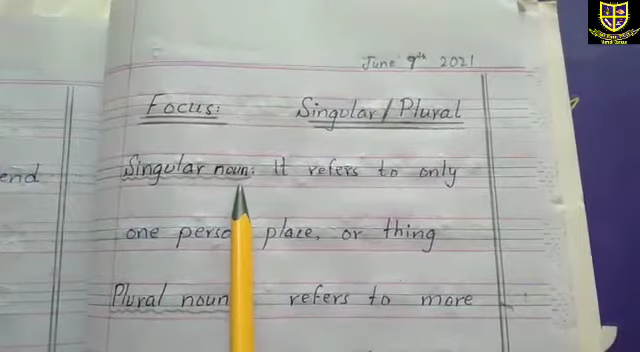 June 9th 2021
Focus: Singular/Plural
end
Singular noun: It refers to only
one perso place, or thing
Plural noun refers to more